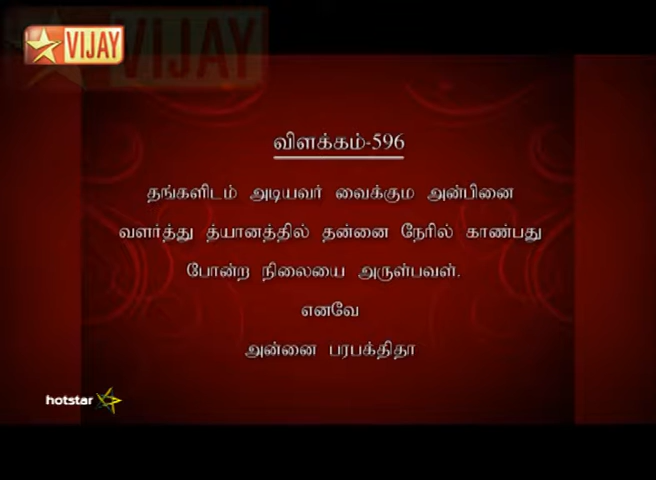 VIJAY
விளக்கம்-596
தங்களிடம் அடியவர் வைக்கும அன்பினை
வளர்த்து த்யானத்தில் தன்னை நேரில் காண்பது
போன்ற நிலையை அருள்பவள்.
எனவே
அன்னை பரபக்திதா
hotstar